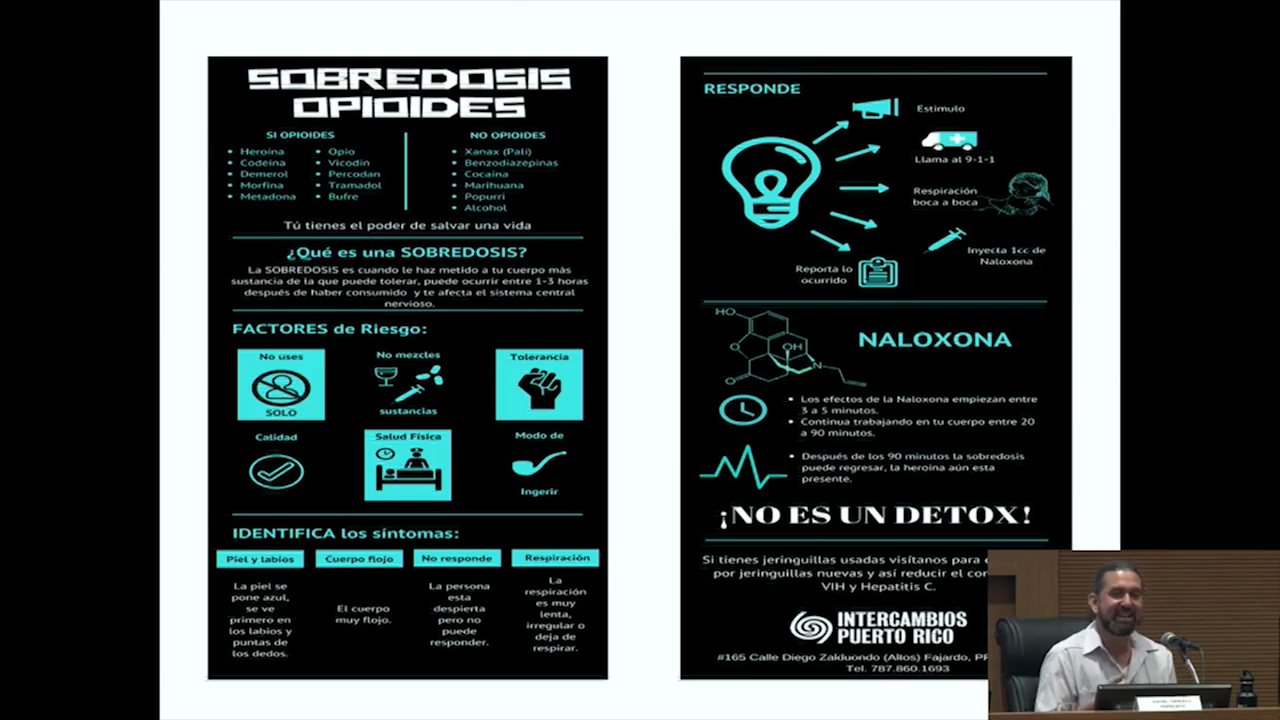 SOBREDOSIS
OPIOIDES
SI OPIOIDES
Heroína
Codeína
Demerol
Morfina
Metadona
Opio
Vicodín
Percodan
Tramadol
Bufre
NO OPIOIDES
Xanax (Pali)
Benzodiazepinas
Cocaína
Marihuana
Popurri
Alcohol
Tú tienes el poder de salvar una vida
¿Qué es una SOBREDOSIS?
La SOBREDOSIS es cuando le haz metido a tu cuerpo más
sustancia de la que puede tolerar, puede ocurrir entre 1-3 horas
después de haber consumido y te afecta el sistema central
nervioso.
FACTORES de Riesgo:
No uses
SOLO
No mezcles
sustancias
Tolerancia
Calidad
Salud Física
Modo de
Ingerir
IDENTIFICA los síntomas:
Piel y labios
La piel se
pone azul,
se ve
primero en
los labios y
puntas de
los dedos.
Cuerpo flojo
El cuerpo
muy flojo.
No responde
La persona
esta
despierta
pero no
puede
responder.
Respiración
La
respiración
es muy
lenta,
irregular o
deja de
respirar.
RESPONDE
Estimulo
Llama al 9-1-1
Respiración
boca a boca
Inyecta 1cc de
Naloxona
Reporta lo
ocurrido
HO
OH
O
N
O
NALOXONA
Los efectos de la Naloxona empiezan entre
3 a 5 minutos.
Continua trabajando en tu cuerpo entre 20
a 90 minutos.
Después de los 90 minutos la sobredosis
puede regresar, la heroina aún esta
presente.
¡NO ES UN DETOX!
Si tienes jeringuillas usadas visítanos para
por jeringuillas nuevas y así reducir el
VIH y Hepatitis C.
INTERCAMBIOS
PUERTO RICO
#165 Calle Diego Zalduondo (Altos) Fajardo, PR
Tel. 787.860.1693